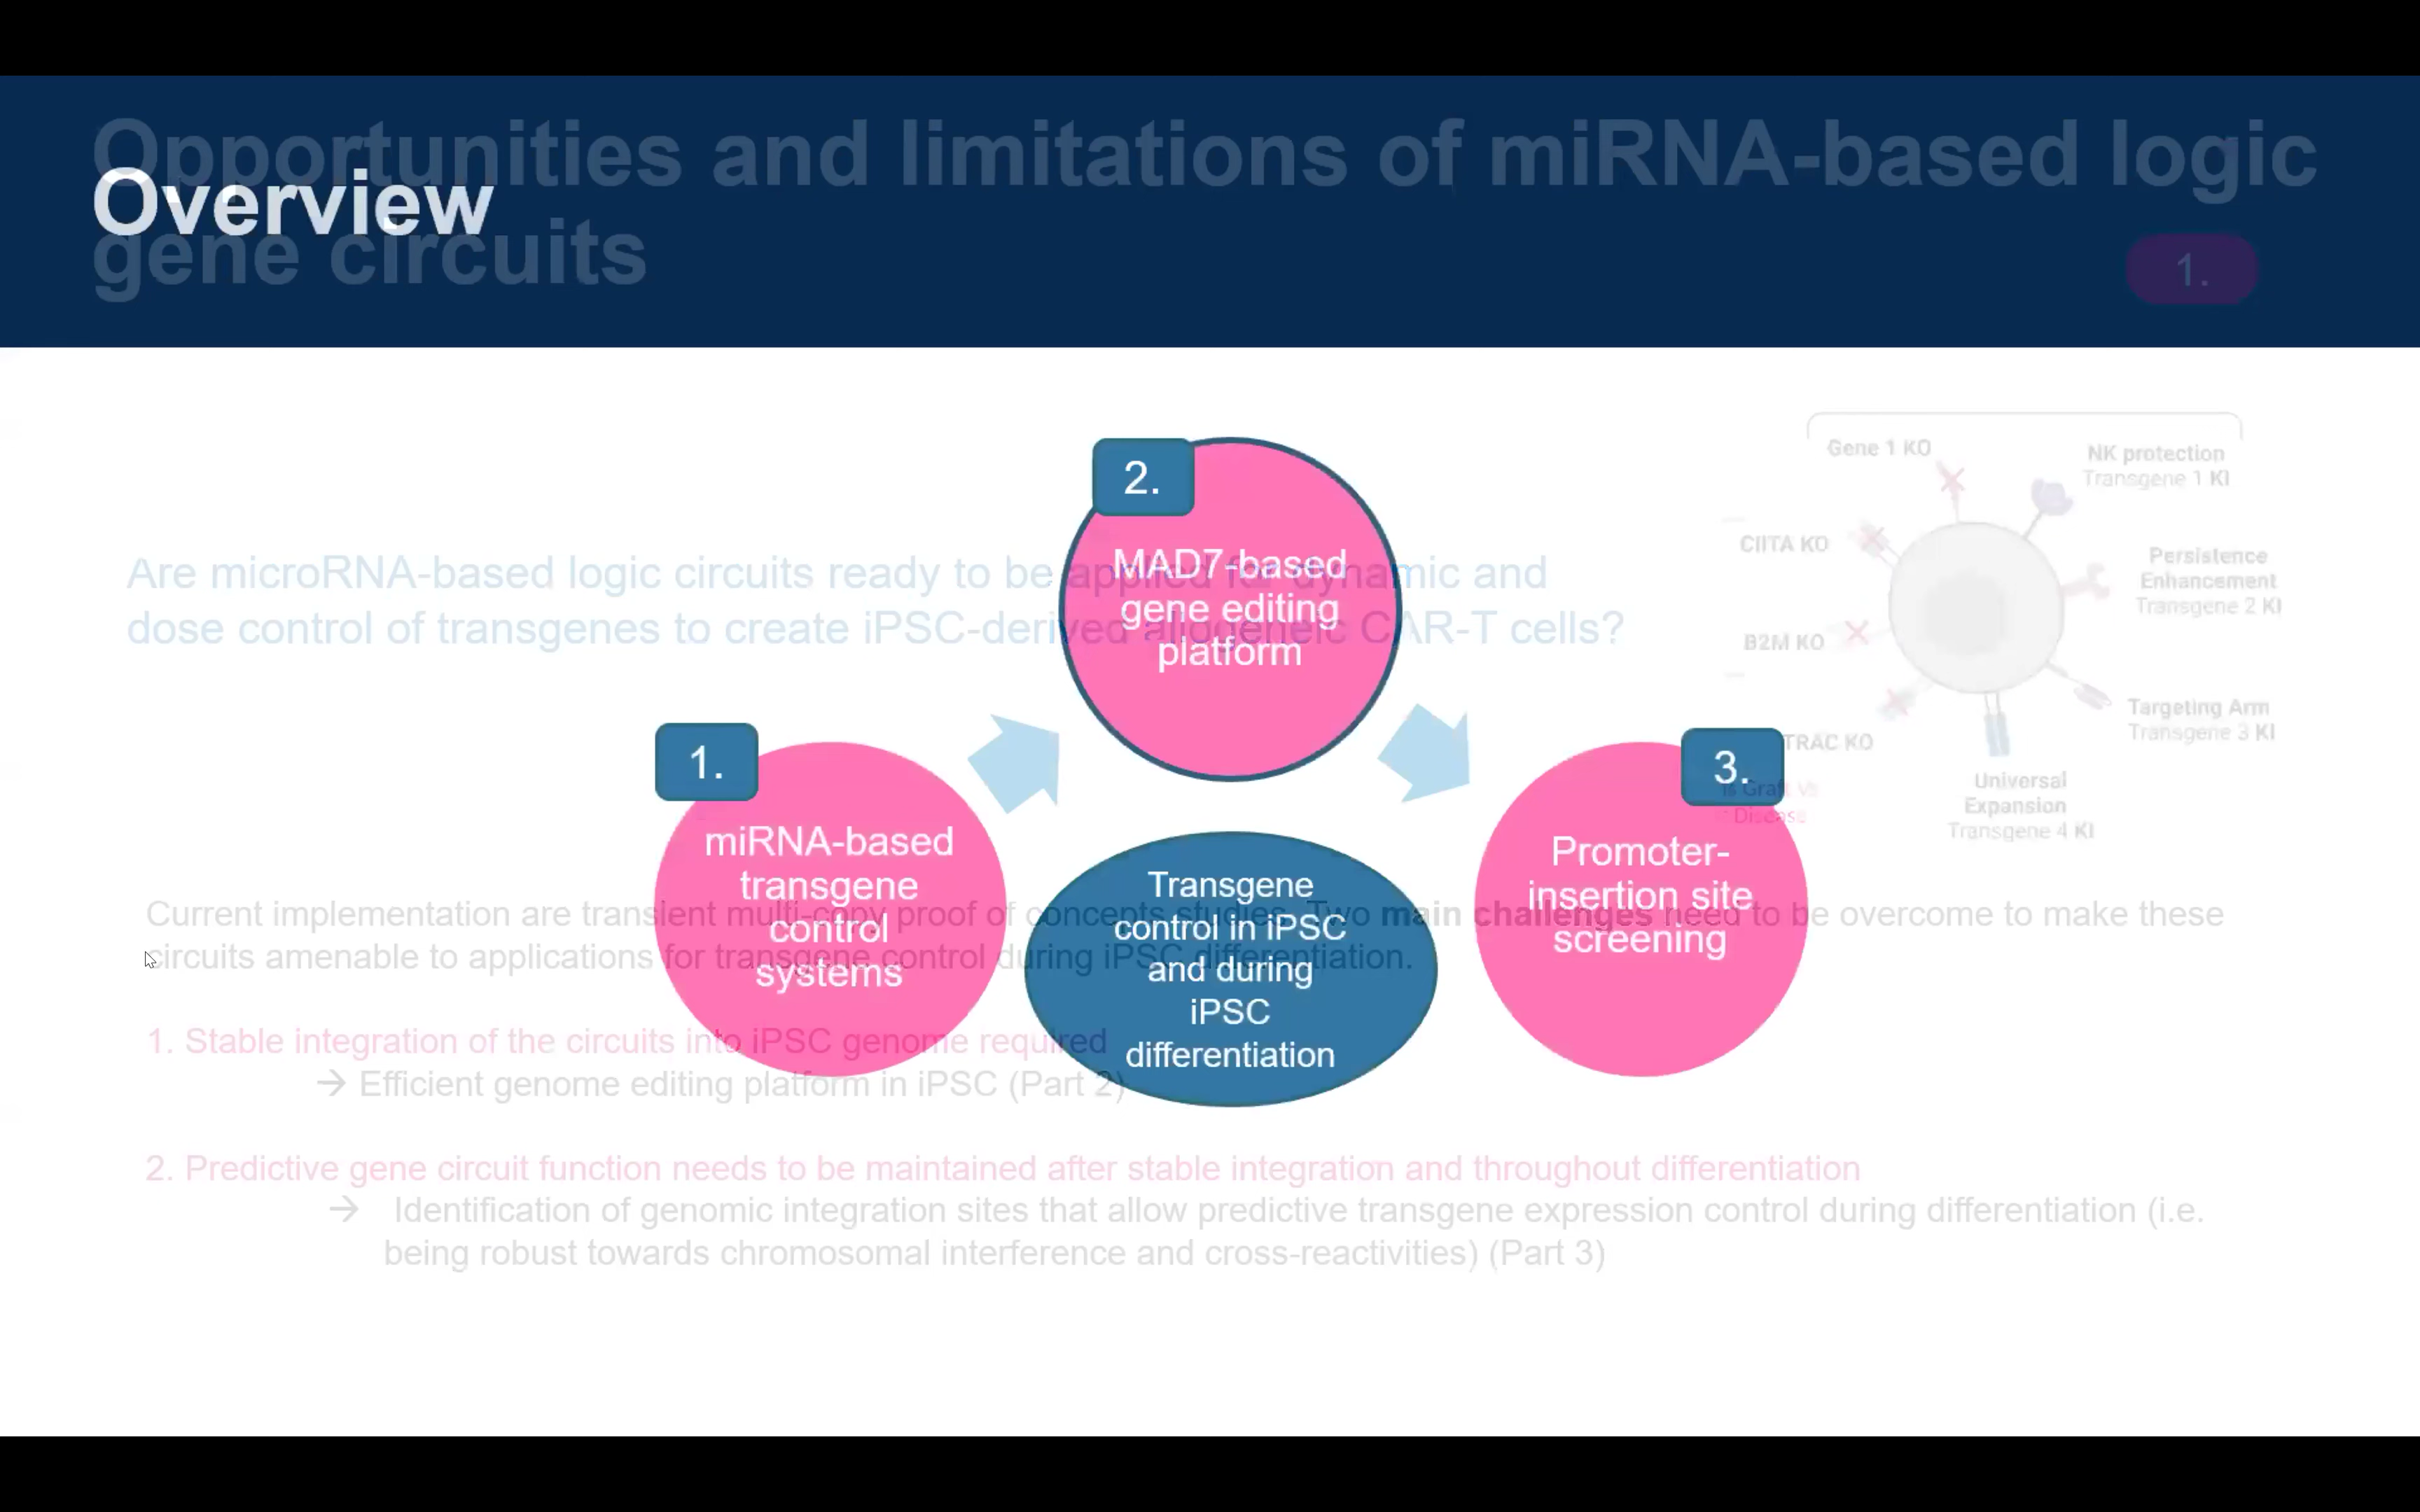 Opportunities and limitations of miRNA-based logic
gene circuits
1.
Overview
2.
MAD7-based
gene editing
platform
1.
miRNA-based
transgene
control
systems
Transgene
control in iPSC
and during
iPSC
differentiation
3.
Promoter-
insertion site
screening
Are microRNA-based logic circuits ready to be applied for dynamic and
dose control of transgenes to create iPSC-derived allogeneic CAR-T cells?
Gene 1 KO
CIITA KO
B2M KO
TRAC KO
Graft Vs
Disease
NK protection
Transgene 1 KI
Persistence
Enhancement
Transgene 2 KI
Targeting Arm
Transgene 3 KI
Universal
Expansion
Transgene 4 KI
Current implementation are transient multi-copy proof of concepts studies. Two main challenges need to be overcome to make these
circuits amenable to applications for transgene control during iPSC differentiation.
1. Stable integration of the circuits into iPSC genome required
→ Efficient genome editing platform in iPSC (Part 2)
2. Predictive gene circuit function needs to be maintained after stable integration and throughout differentiation
→ Identification of genomic integration sites that allow predictive transgene expression control during differentiation (i.e.
being robust towards chromosomal interference and cross-reactivities) (Part 3)